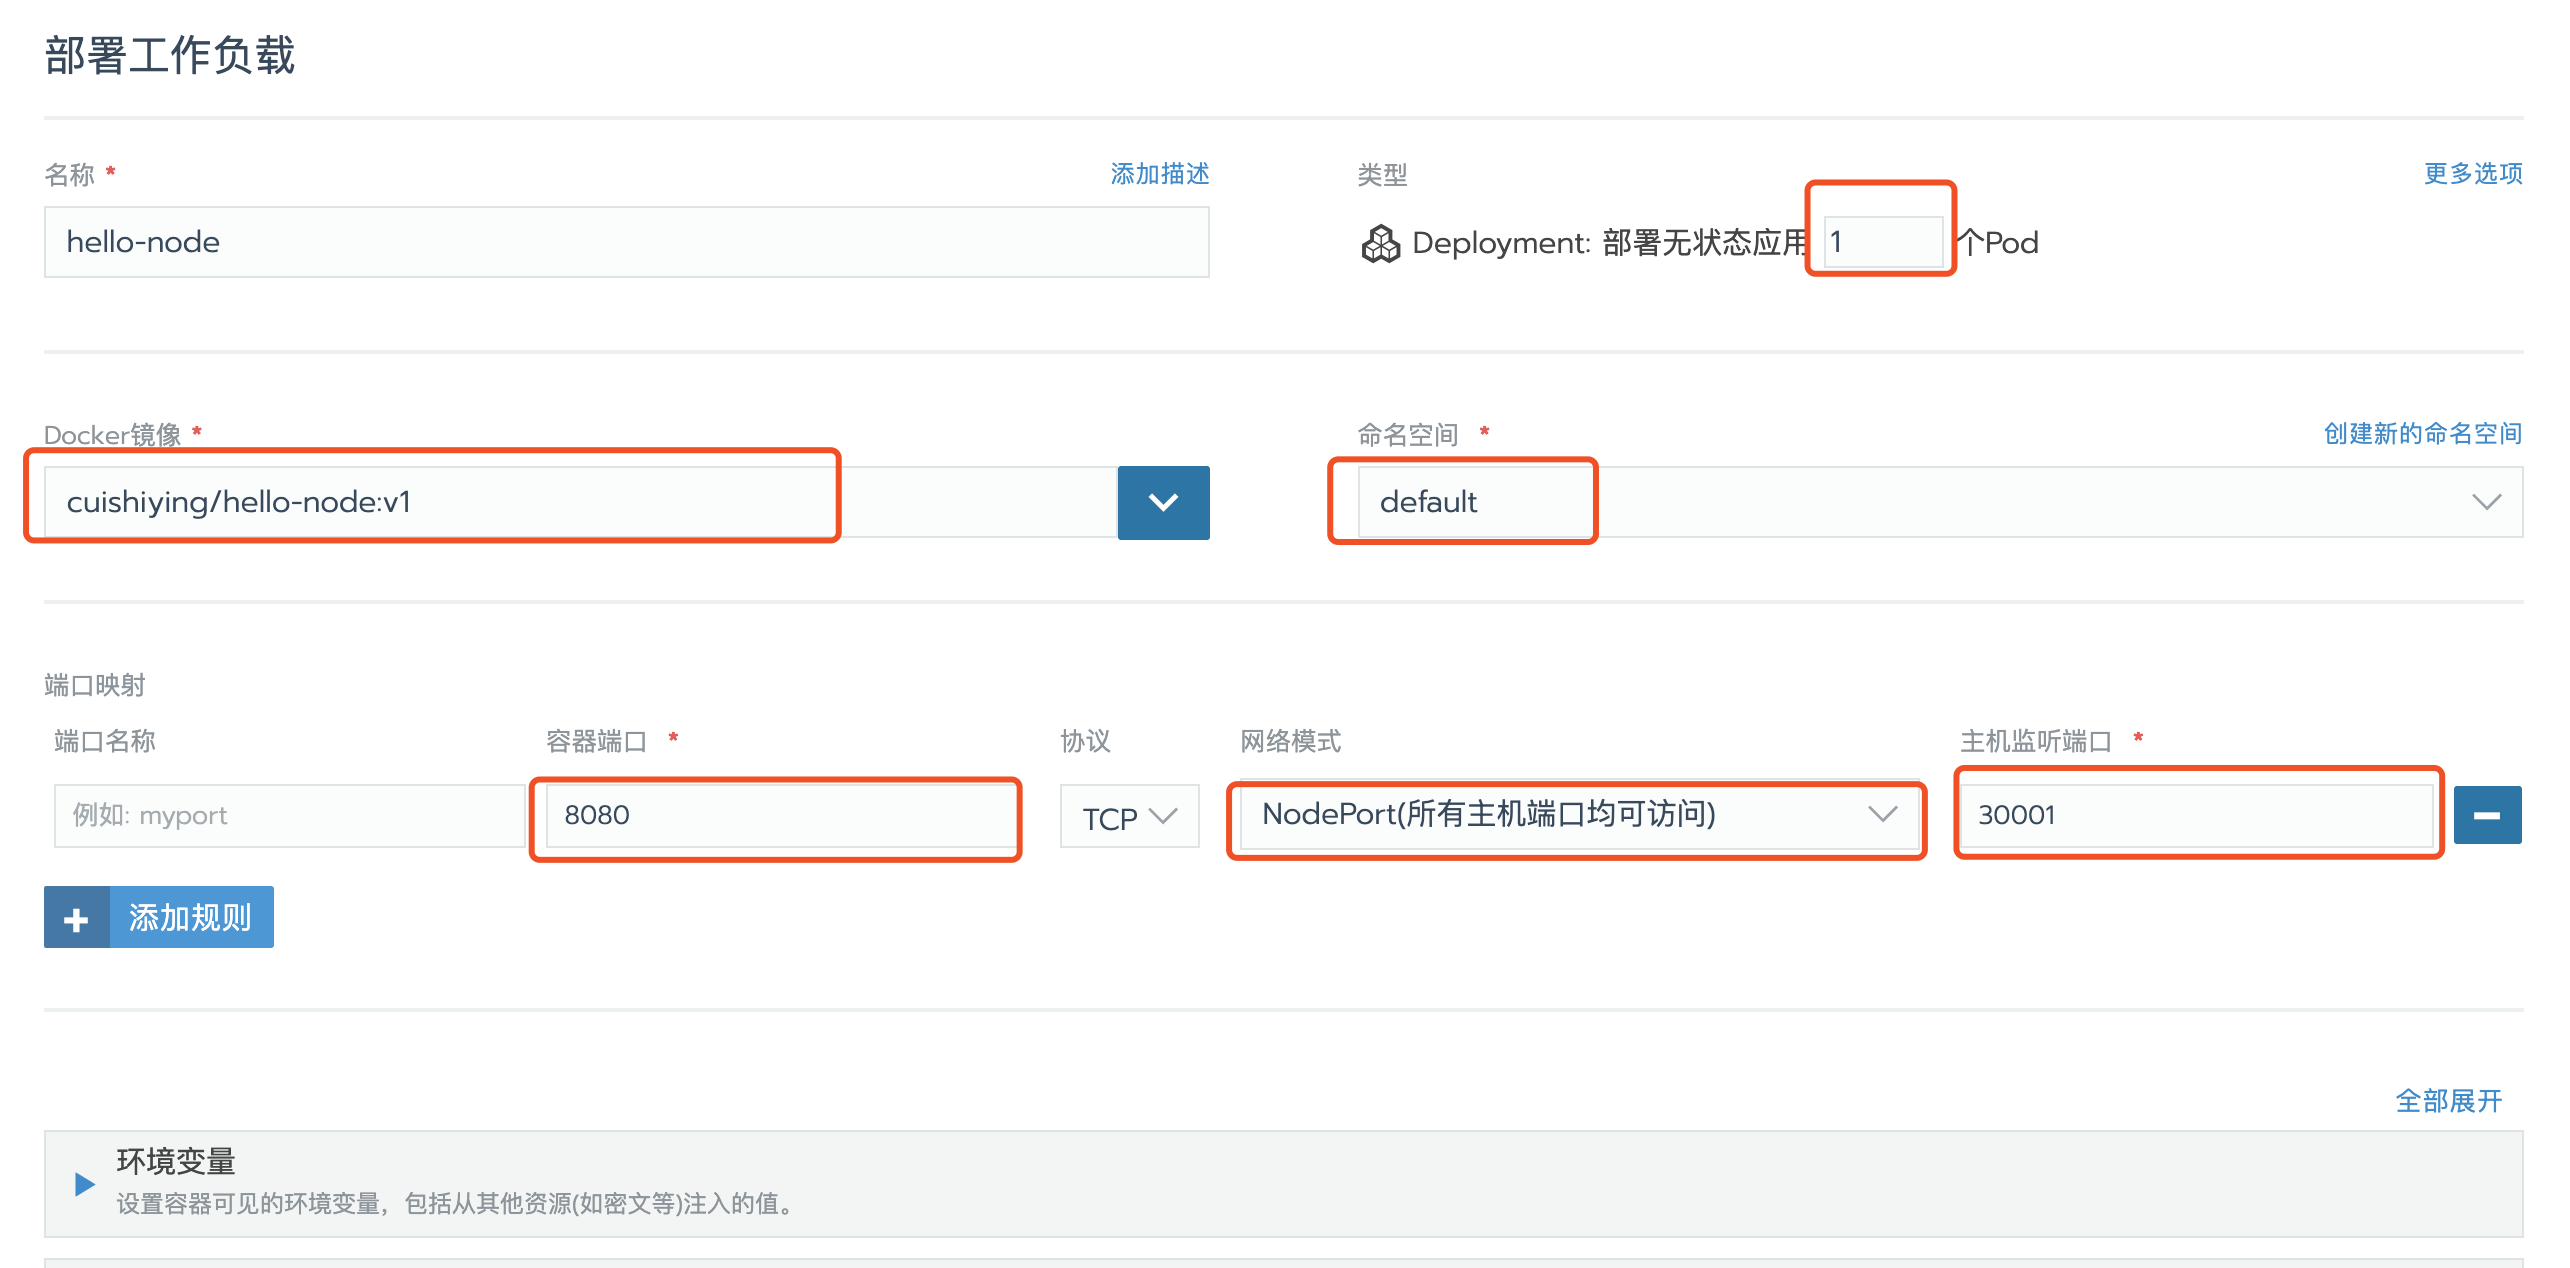 部署工作负载
名称 *
添加描述
类型
更多选项
hello-node
Deployment: 部署无状态应用 1 个Pod
Docker镜像 *
命名空间 *
创建新的命名空间
cuishiying/hello-node:v1
default
端口映射
端口名称
容器端口 *
协议
网络模式
主机监听端口 *
例如: myport
8080
TCP
NodePort(所有主机端口均可访问)
30001
添加规则
全部展开
环境变量
设置容器可见的环境变量，包括从其他资源(如密文等)注入的值。